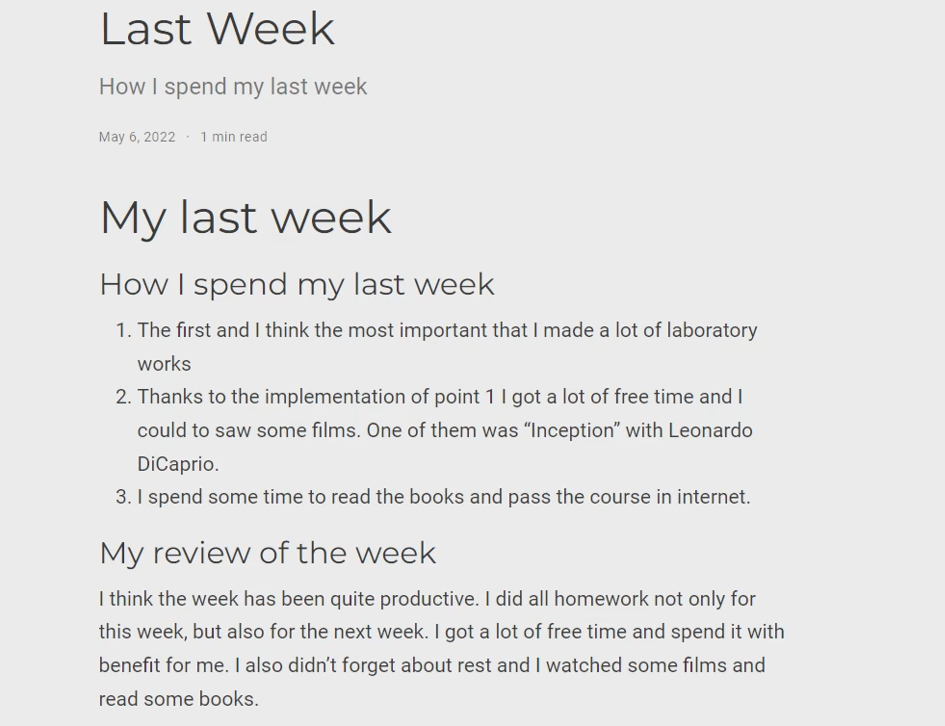 Last Week
How I spend my last week
May 6, 2022 · 1 min read
My last week
How I spend my last week
1. The first and I think the most important that I made a lot of laboratory
works
2. Thanks to the implementation of point 1 I got a lot of free time and I
could to saw some films. One of them was “Inception” with Leonardo
DiCaprio.
3. I spend some time to read the books and pass the course in internet.
My review of the week
I think the week has been quite productive. I did all homework not only for
this week, but also for the next week. I got a lot of free time and spend it with
benefit for me. I also didn’t forget about rest and I watched some films and
read some books.